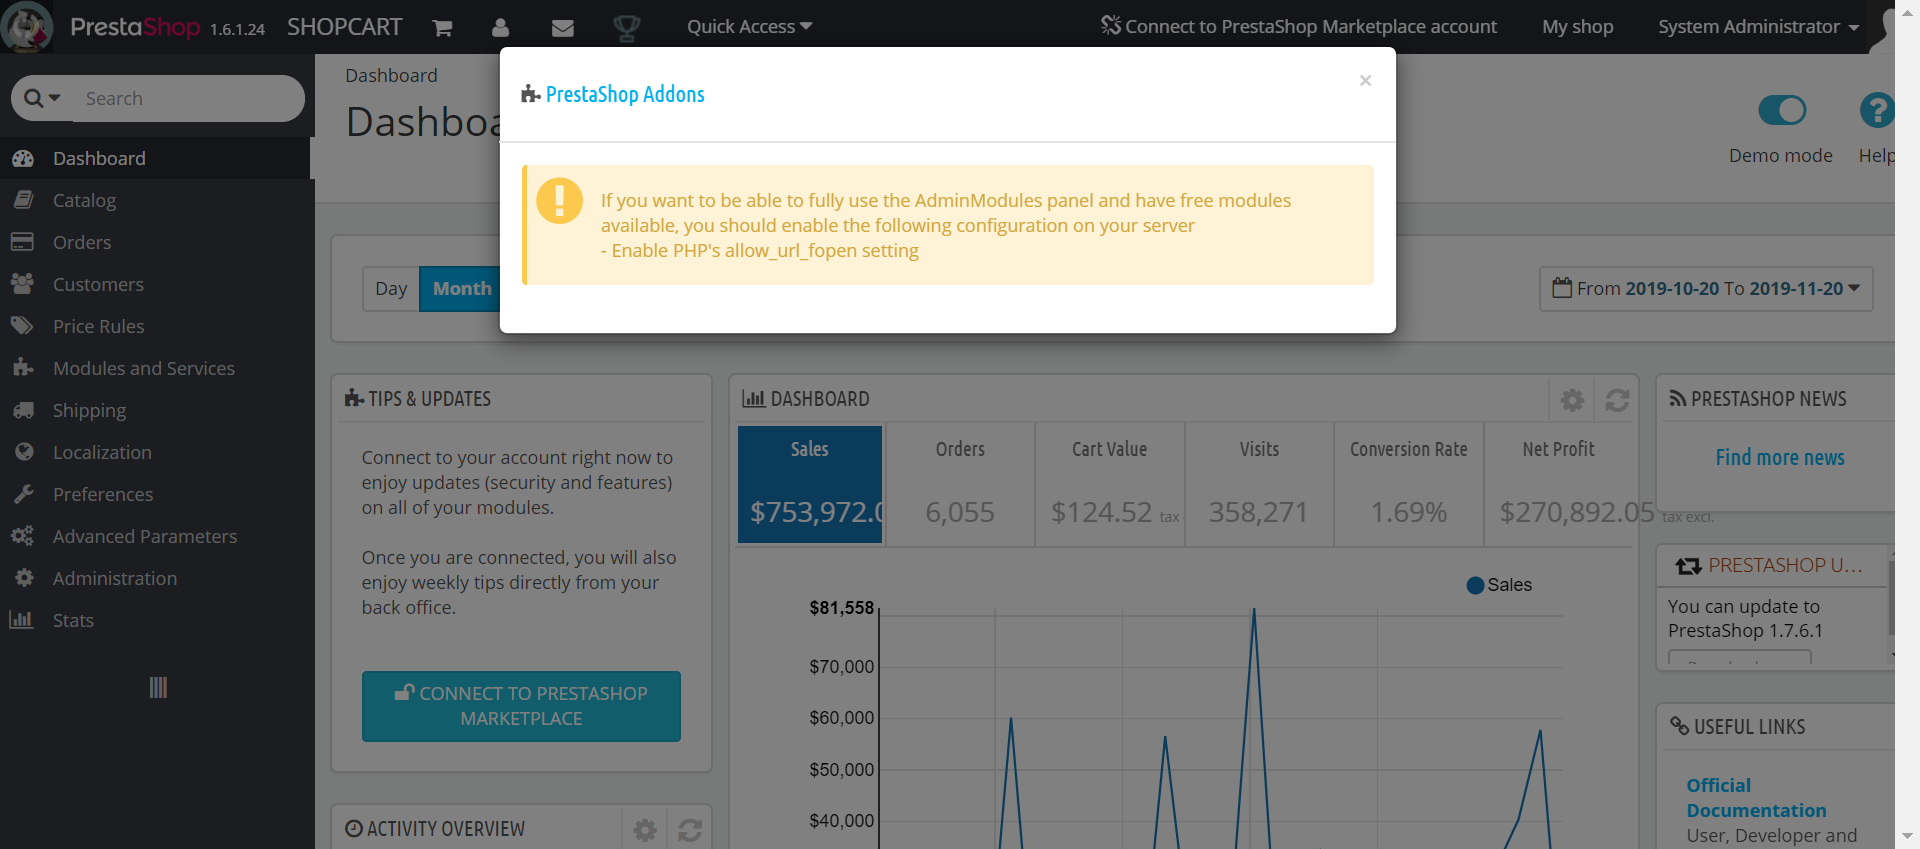 PrestaShop 1.6.1.24 SHOPCART Quick Access Connect to PrestaShop Marketplace account My shop System Administrator
Search
Dashboard
Catalog
Orders
Customers
Price Rules
Modules and Services
Shipping
Localization
Preferences
Advanced Parameters
Administration
Stats
Dashboard
Demo mode
Help
PrestaShop Addons
×
If you want to be able to fully use the AdminModules panel and have free modules
available, you should enable the following configuration on your server
- Enable PHP's allow_url_fopen setting
Day Month
From 2019-10-20 To 2019-11-20
TIPS & UPDATES
Connect to your account right now to
enjoy updates (security and features)
on all of your modules.
Once you are connected, you will also
enjoy weekly tips directly from your
back office.
CONNECT TO PRESTASHOP
MARKETPLACE
ACTIVITY OVERVIEW
DASHBOARD
Sales Orders Cart Value Visits Conversion Rate Net Profit
$753,972.0 6,055 $124.52 tax 358,271 1.69% $270,892.05 tax excl.
Sales
$81,558
$70,000
$60,000
$50,000
$40,000
PRESTASHOP NEWS
Find more news
PRESTASHOP U...
You can update to
PrestaShop 1.7.6.1
USEFUL LINKS
Official
Documentation
User, Developer and